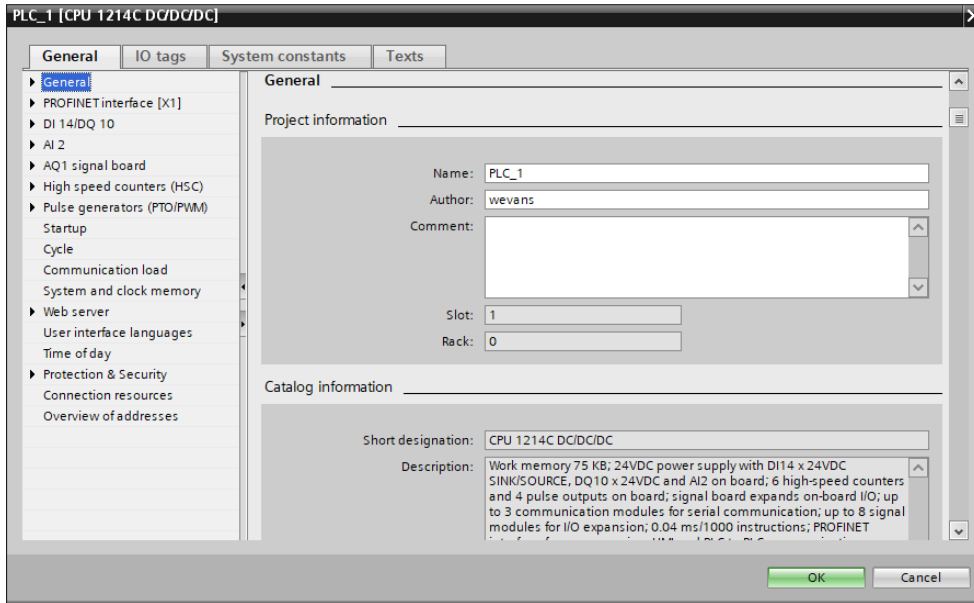 PLC_1 [CPU 1214C DC/DC/DC]
General
IO tags
System constants
Texts
General
PROFINET interface [X1]
DI 14/DQ 10
AI 2
AQ1 signal board
High speed counters (HSC)
Pulse generators (PTO/PWM)
Startup
Cycle
Communication load
System and clock memory
Web server
User interface languages
Time of day
Protection & Security
Connection resources
Overview of addresses
General
Project information
Name: PLC_1
Author: wevans
Comment:
Slot: 1
Rack: 0
Catalog information
Short designation: CPU 1214C DC/DC/DC
Description: Work memory 75 KB; 24VDC power supply with DI14 x 24VDC
SINK/SOURCE, DQ10 x 24VDC and AI2 on board; 6 high-speed counters
and 4 pulse outputs on board; signal board expands on-board I/O; up
to 3 communication modules for serial communication; up to 8 signal
modules for I/O expansion; 0.04 ms/1000 instructions; PROFINET
OK
Cancel